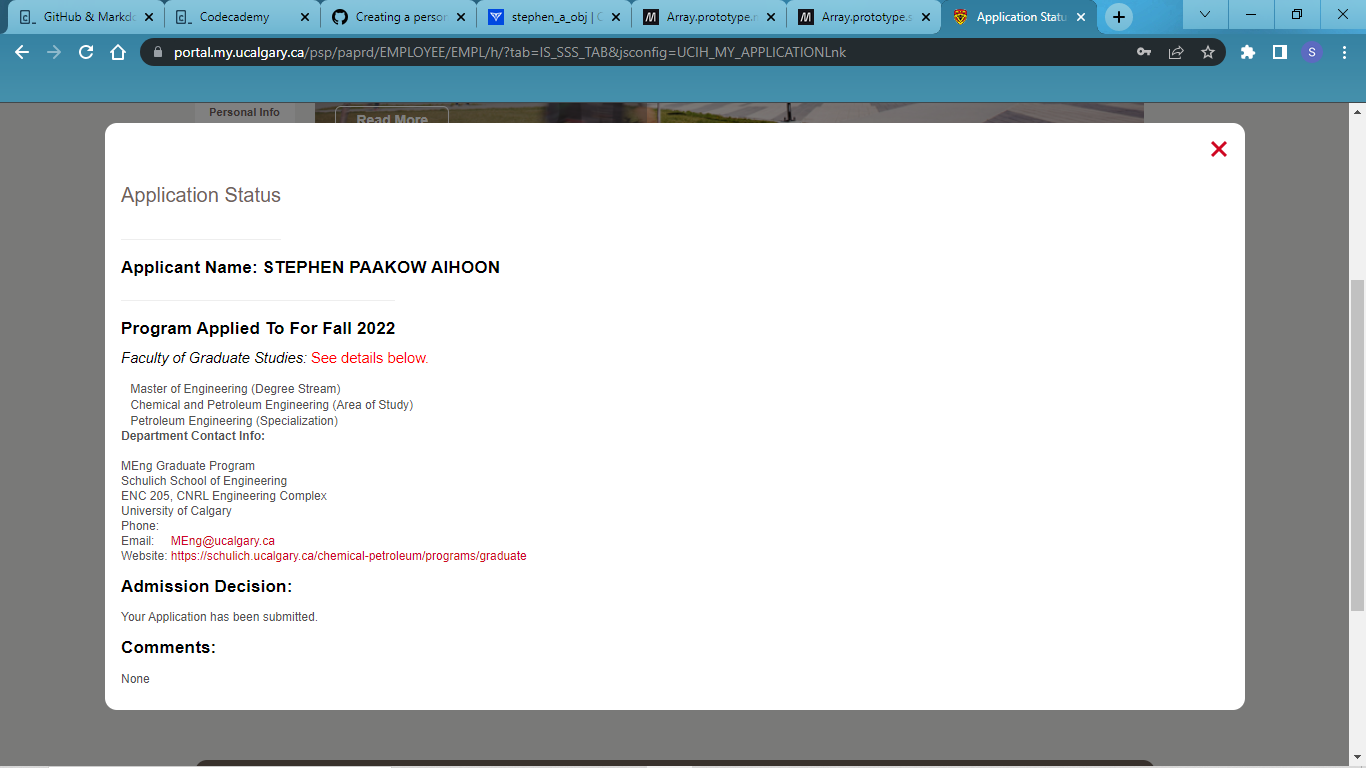 GitHub & Markd
Codecademy
Creating a person
stephen_a_obj | C
Array.prototype.r
Array.prototype.s
Application Statu
portal.my.ucalgary.ca/psp/paprd/EMPLOYEE/EMPL/h/?tab=IS_SSS_TAB&jsconfig=UCIH_MY_APPLICATIONLnk
S
Personal Info
Read More
Application Status
Applicant Name: STEPHEN PAAKOW AIHOON
Program Applied To For Fall 2022
Faculty of Graduate Studies: See details below.
Master of Engineering (Degree Stream)
Chemical and Petroleum Engineering (Area of Study)
Petroleum Engineering (Specialization)
Department Contact Info:
MEng Graduate Program
Schulich School of Engineering
ENC 205, CNRL Engineering Complex
University of Calgary
Phone:
Email: MEng@ucalgary.ca
Website: https://schulich.ucalgary.ca/chemical-petroleum/programs/graduate
Admission Decision:
Your Application has been submitted.
Comments:
None